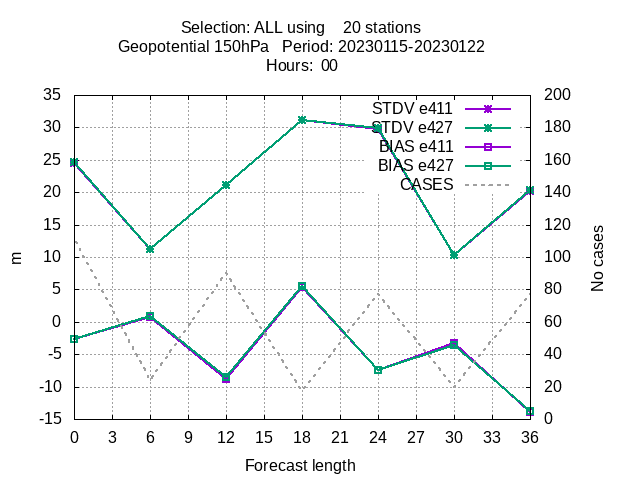 Selection: ALL using    20 stations
Geopotential 150hPa   Period: 20230115-20230122
Hours:  00
35
30
25
20
15
10
5
0
-5
-10
-15
m
STDV e411
STDV e427
BIAS e411
BIAS e427
CASES
200
180
160
140
120
100
80
60
40
20
0
No cases
0 3 6 9 12 15 18 21 24 27 30 33 36
Forecast length